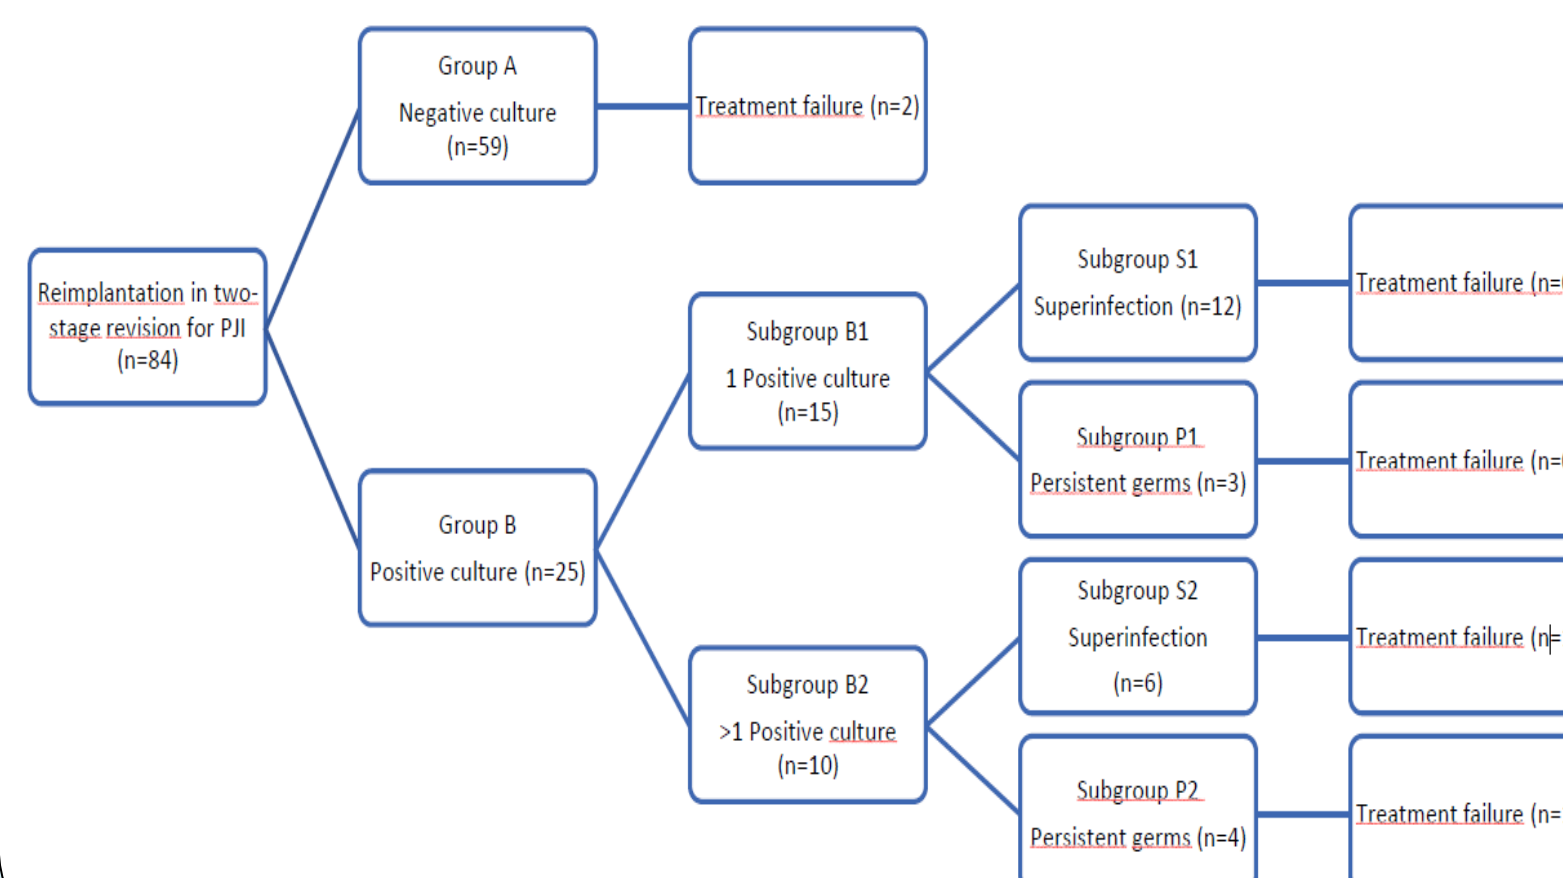 Group A
Negative culture
(n=59)
Treatment failure (n=2)
Reimplantation in two-
stage revision for PJI
(n=84)
Group B
Positive culture (n=25)
Subgroup B1
1 Positive culture
(n=15)
Subgroup B2
>1 Positive culture
(n=10)
Subgroup S1
Superinfection (n=12)
Treatment failure (n=
Subgroup P1
Persistent germs (n=3)
Treatment failure (n=
Subgroup S2
Superinfection
(n=6)
Treatment failure (n=
Subgroup P2
Persistent germs (n=4)
Treatment failure (n=